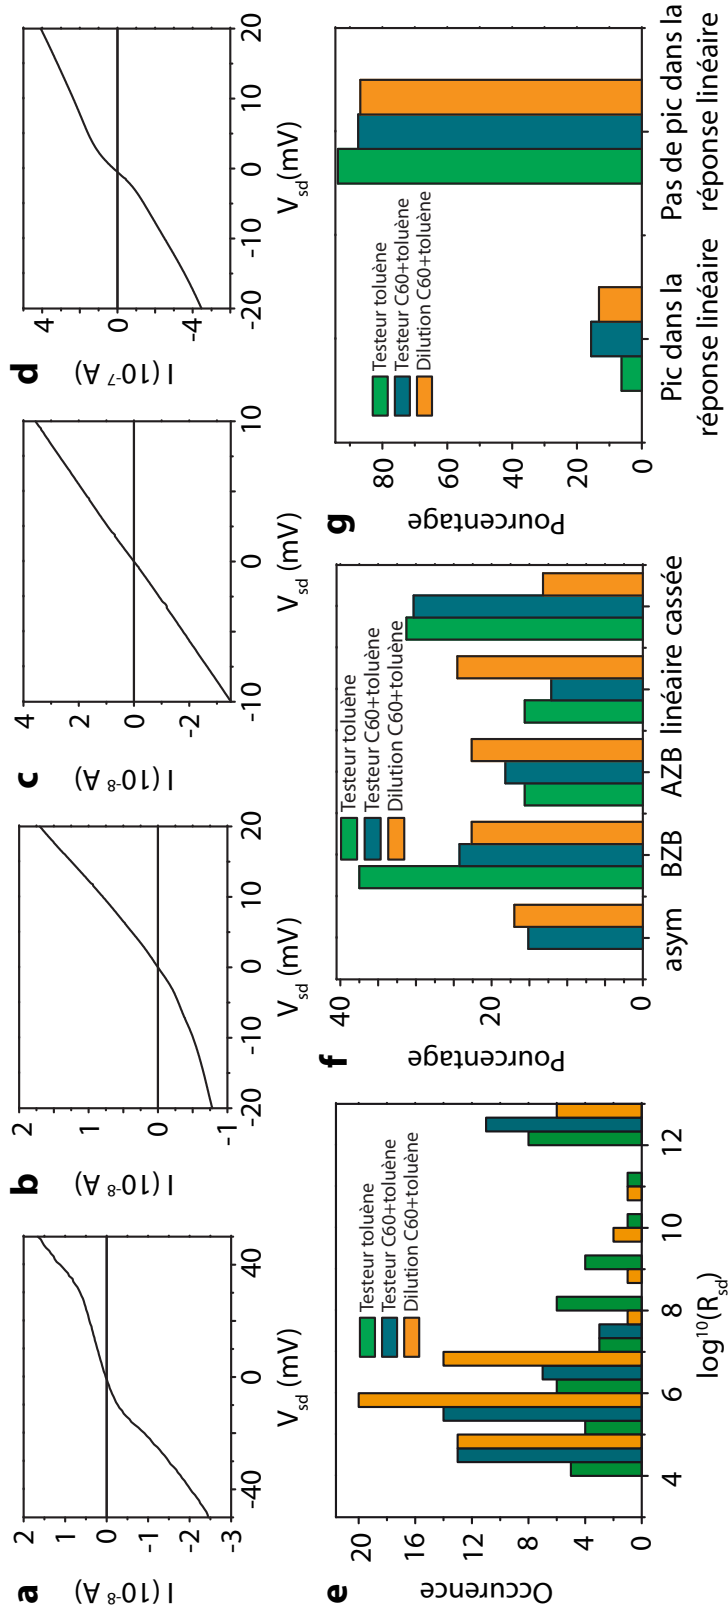 a
I (10⁻⁸ A)
2
1
0
-1
-2
-3
-40
0
40
V_sd (mV)
b
I (10⁻⁸ A)
2
1
0
-1
-20
-10
0
10
20
V_sd (mV)
c
I (10⁻⁸ A)
4
2
0
-2
-10
0
10
V_sd (mV)
d
I (10⁻⁷ A)
4
0
-4
-20
-10
0
10
20
V_sd(mV)
e
Occurence
20
16
12
8
4
0
Testeur toluène
Testeur C60+toluène
Dilution C60+toluène
4
6
8
10
12
log¹⁰(R_sd)
f
Pourcentage
40
20
0
Testeur toluène
Testeur C60+toluène
Dilution C60+toluène
asym BZB AZB linéaire cassée
g
Pourcentage
80
60
40
20
0
Testeur toluène
Testeur C60+toluène
Dilution C60+toluène
Pic dans la
réponse linéaire
Pas de pic dans la
réponse linéaire